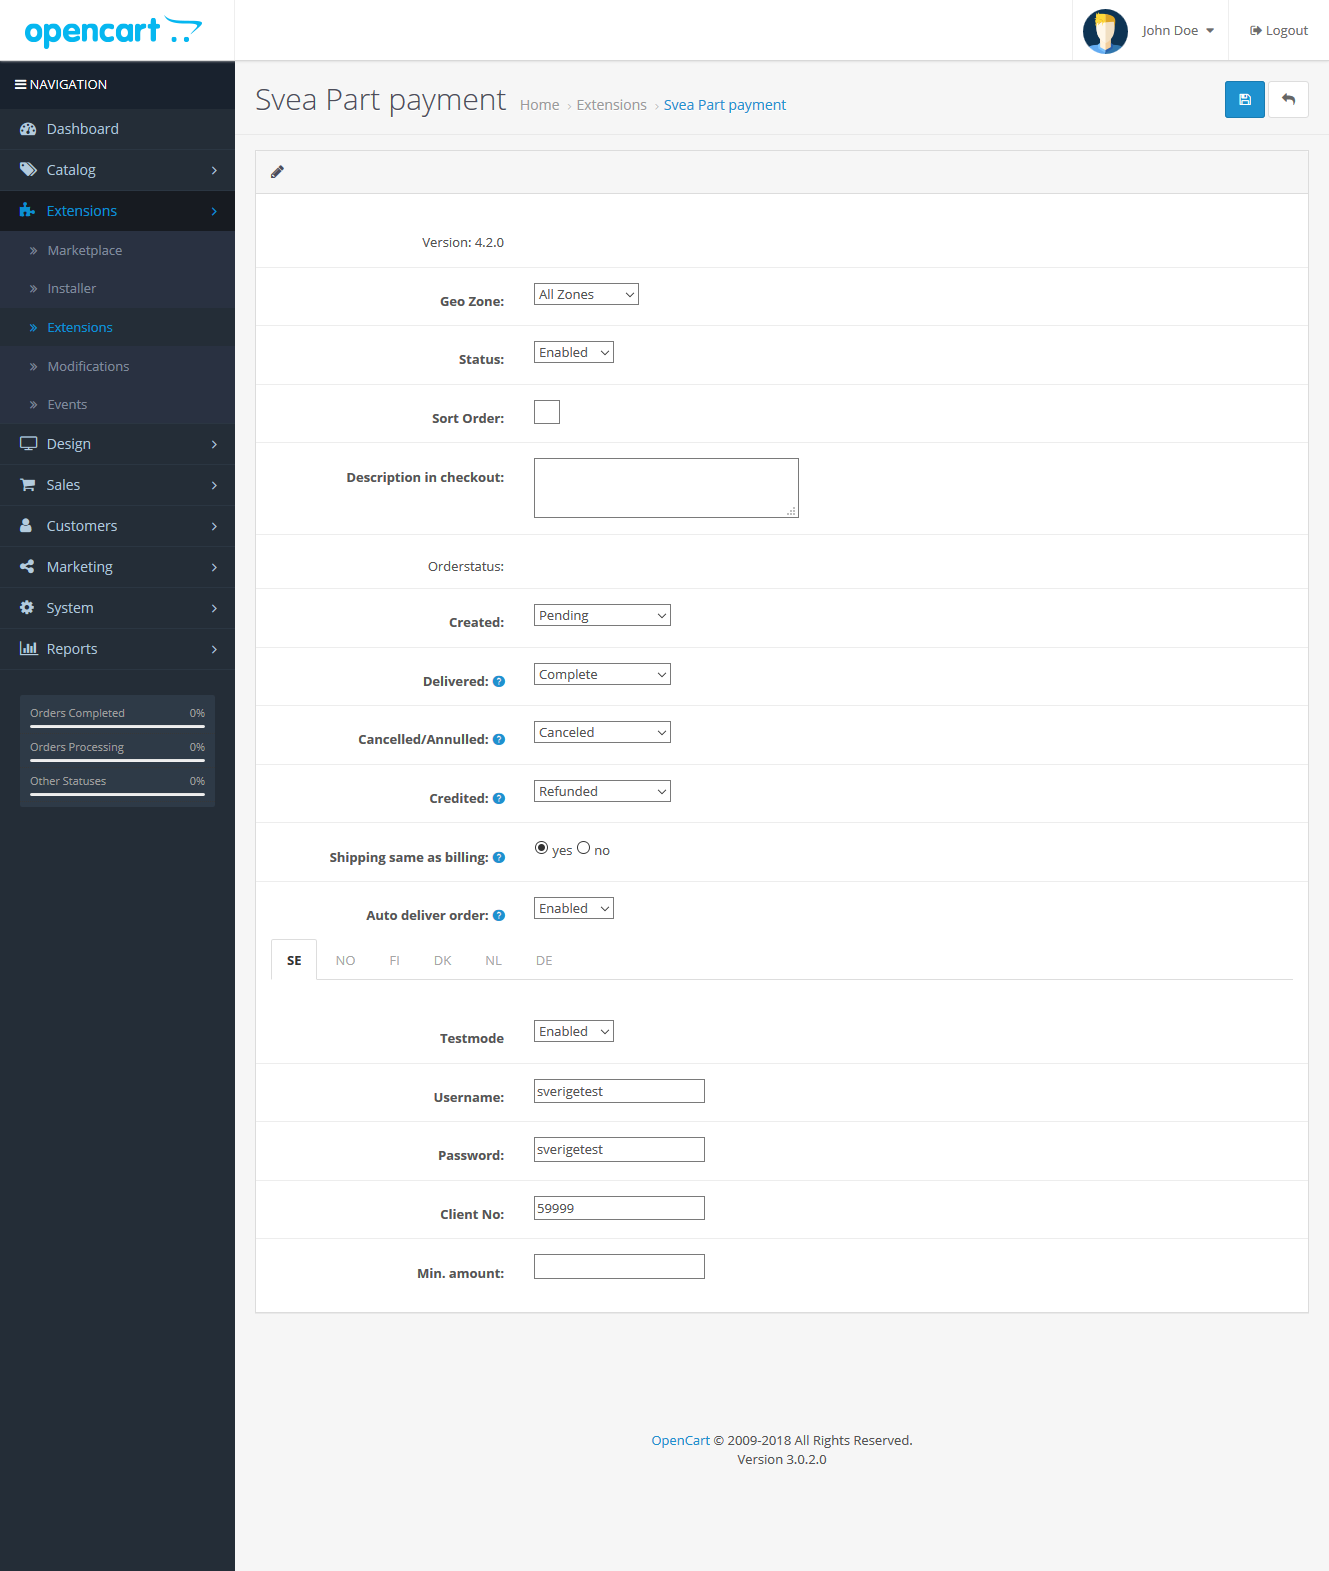 opencart
John Doe
Logout
NAVIGATION
Dashboard
Catalog
Extensions
Marketplace
Installer
Extensions
Modifications
Events
Design
Sales
Customers
Marketing
System
Reports
Orders Completed 0%
Orders Processing 0%
Other Statuses 0%
Svea Part payment Home › Extensions › Svea Part payment
Version: 4.2.0
Geo Zone: All Zones
Status: Enabled
Sort Order:
Description in checkout:
Orderstatus:
Created: Pending
Delivered: ? Complete
Cancelled/Annulled: ? Canceled
Credited: ? Refunded
Shipping same as billing: ? yes no
Auto deliver order: ? Enabled
SE NO FI DK NL DE
Testmode Enabled
Username: sverigetest
Password: sverigetest
Client No: 59999
Min. amount:
OpenCart © 2009-2018 All Rights Reserved.
Version 3.0.2.0